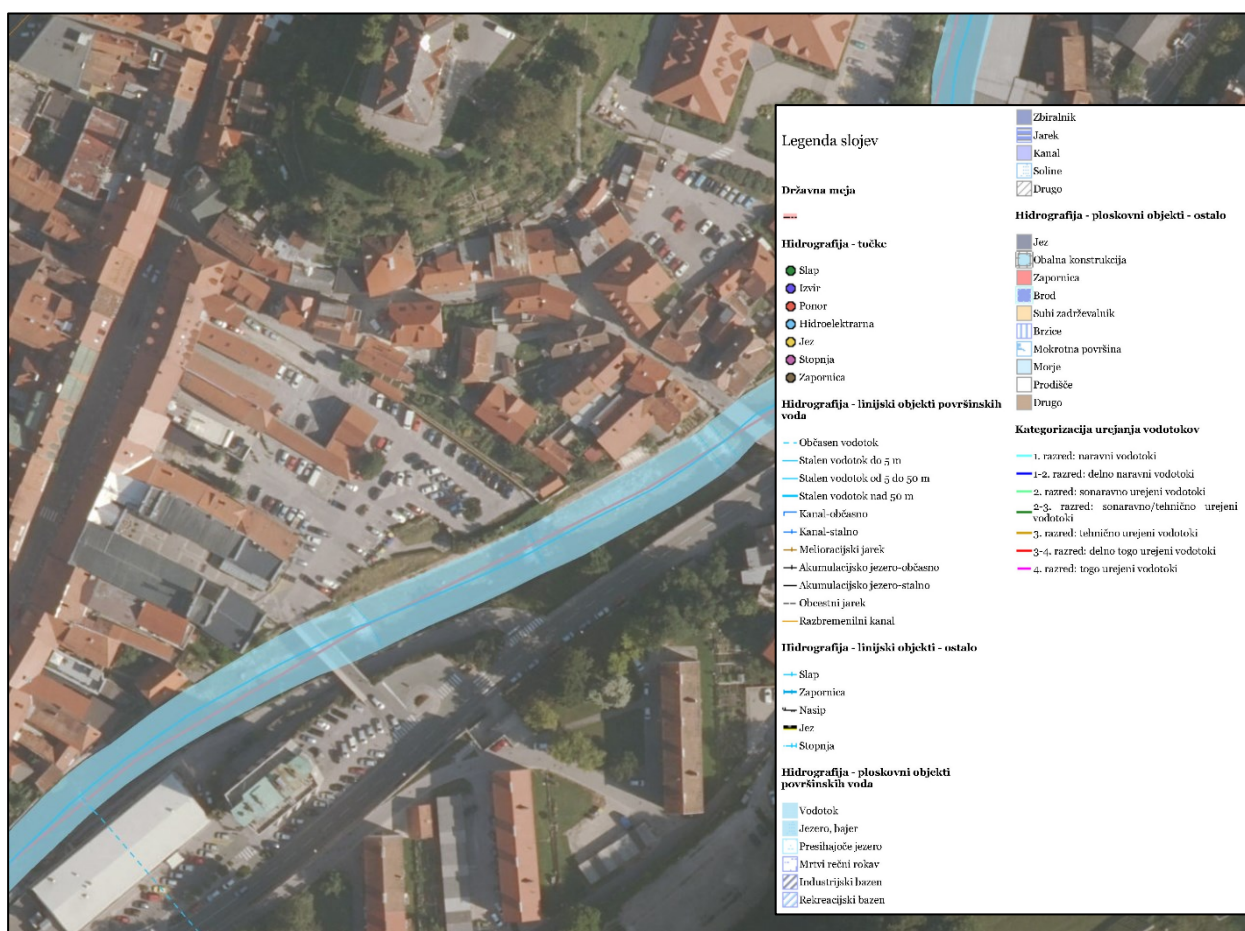 Legenda slojev
Državna meja
Hidrografija - točke
Slap
Izvir
Ponor
Hidroelektrarna
Jez
Stopnja
Zapornica
Hidrografija - linijski objekti površinskih
voda
Občasen vodotok
Stalen vodotok do 5 m
Stalen vodotok od 5 do 50 m
Stalen vodotok nad 50 m
Kanal-občasno
Kanal-stalno
Melioracijski jarek
Akumulacijsko jezero-občasno
Akumulacijsko jezero-stalno
Obcestni jarek
Razbremenilni kanal
Hidrografija - linijski objekti - ostalo
Slap
Zapornica
Nasip
Jez
Stopnja
Hidrografija - ploskovni objekti
površinskih voda
Vodotok
Jezero, bajer
Presihajoče jezero
Mrtvi rečni rokav
Industrijski bazen
Rekreacijski bazen
Zbiralnik
Jarek
Kanal
Soline
Drugo
Hidrografija - ploskovni objekti - ostalo
Jez
Obalna konstrukcija
Zapornica
Brod
Suhi zadrževalnik
Brzice
Mokrotna površina
Morje
Prodišče
Drugo
Kategorizacija urejanja vodotokov
1. razred: naravni vodotoki
1-2. razred: delno naravni vodotoki
2. razred: sonaravno urejeni vodotoki
2-3. razred: sonaravno/tehnično urejeni
vodotoki
3. razred: tehnično urejeni vodotoki
3-4. razred: delno togo urejeni vodotoki
4. razred: togo urejeni vodotoki